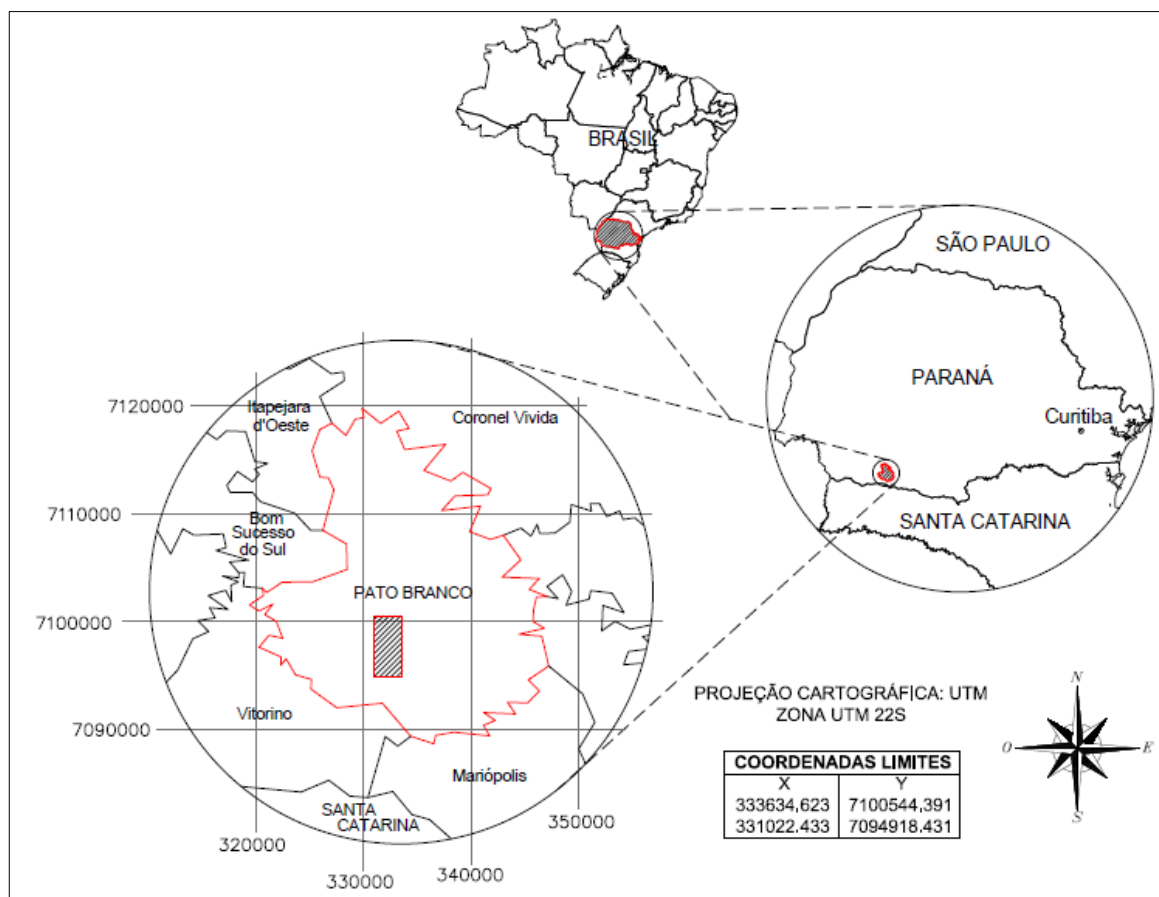 BRASIL
SÃO PAULO
PARANÁ
Curitiba
SANTA CATARINA
7120000
Itapejara
d'Oeste
Coronel Vivida
7110000
Bom
Sucesso
do Sul
PATO BRANCO
7100000
Vitorino
7090000
Mariópolis
SANTA
CATARINA
320000
330000
340000
350000
PROJEÇÃO CARTOGRÁFICA: UTM
ZONA UTM 22S
COORDENADAS LIMITES
X Y
333634,623 7100544,391
331022.433 7094918.431
N
O E
S